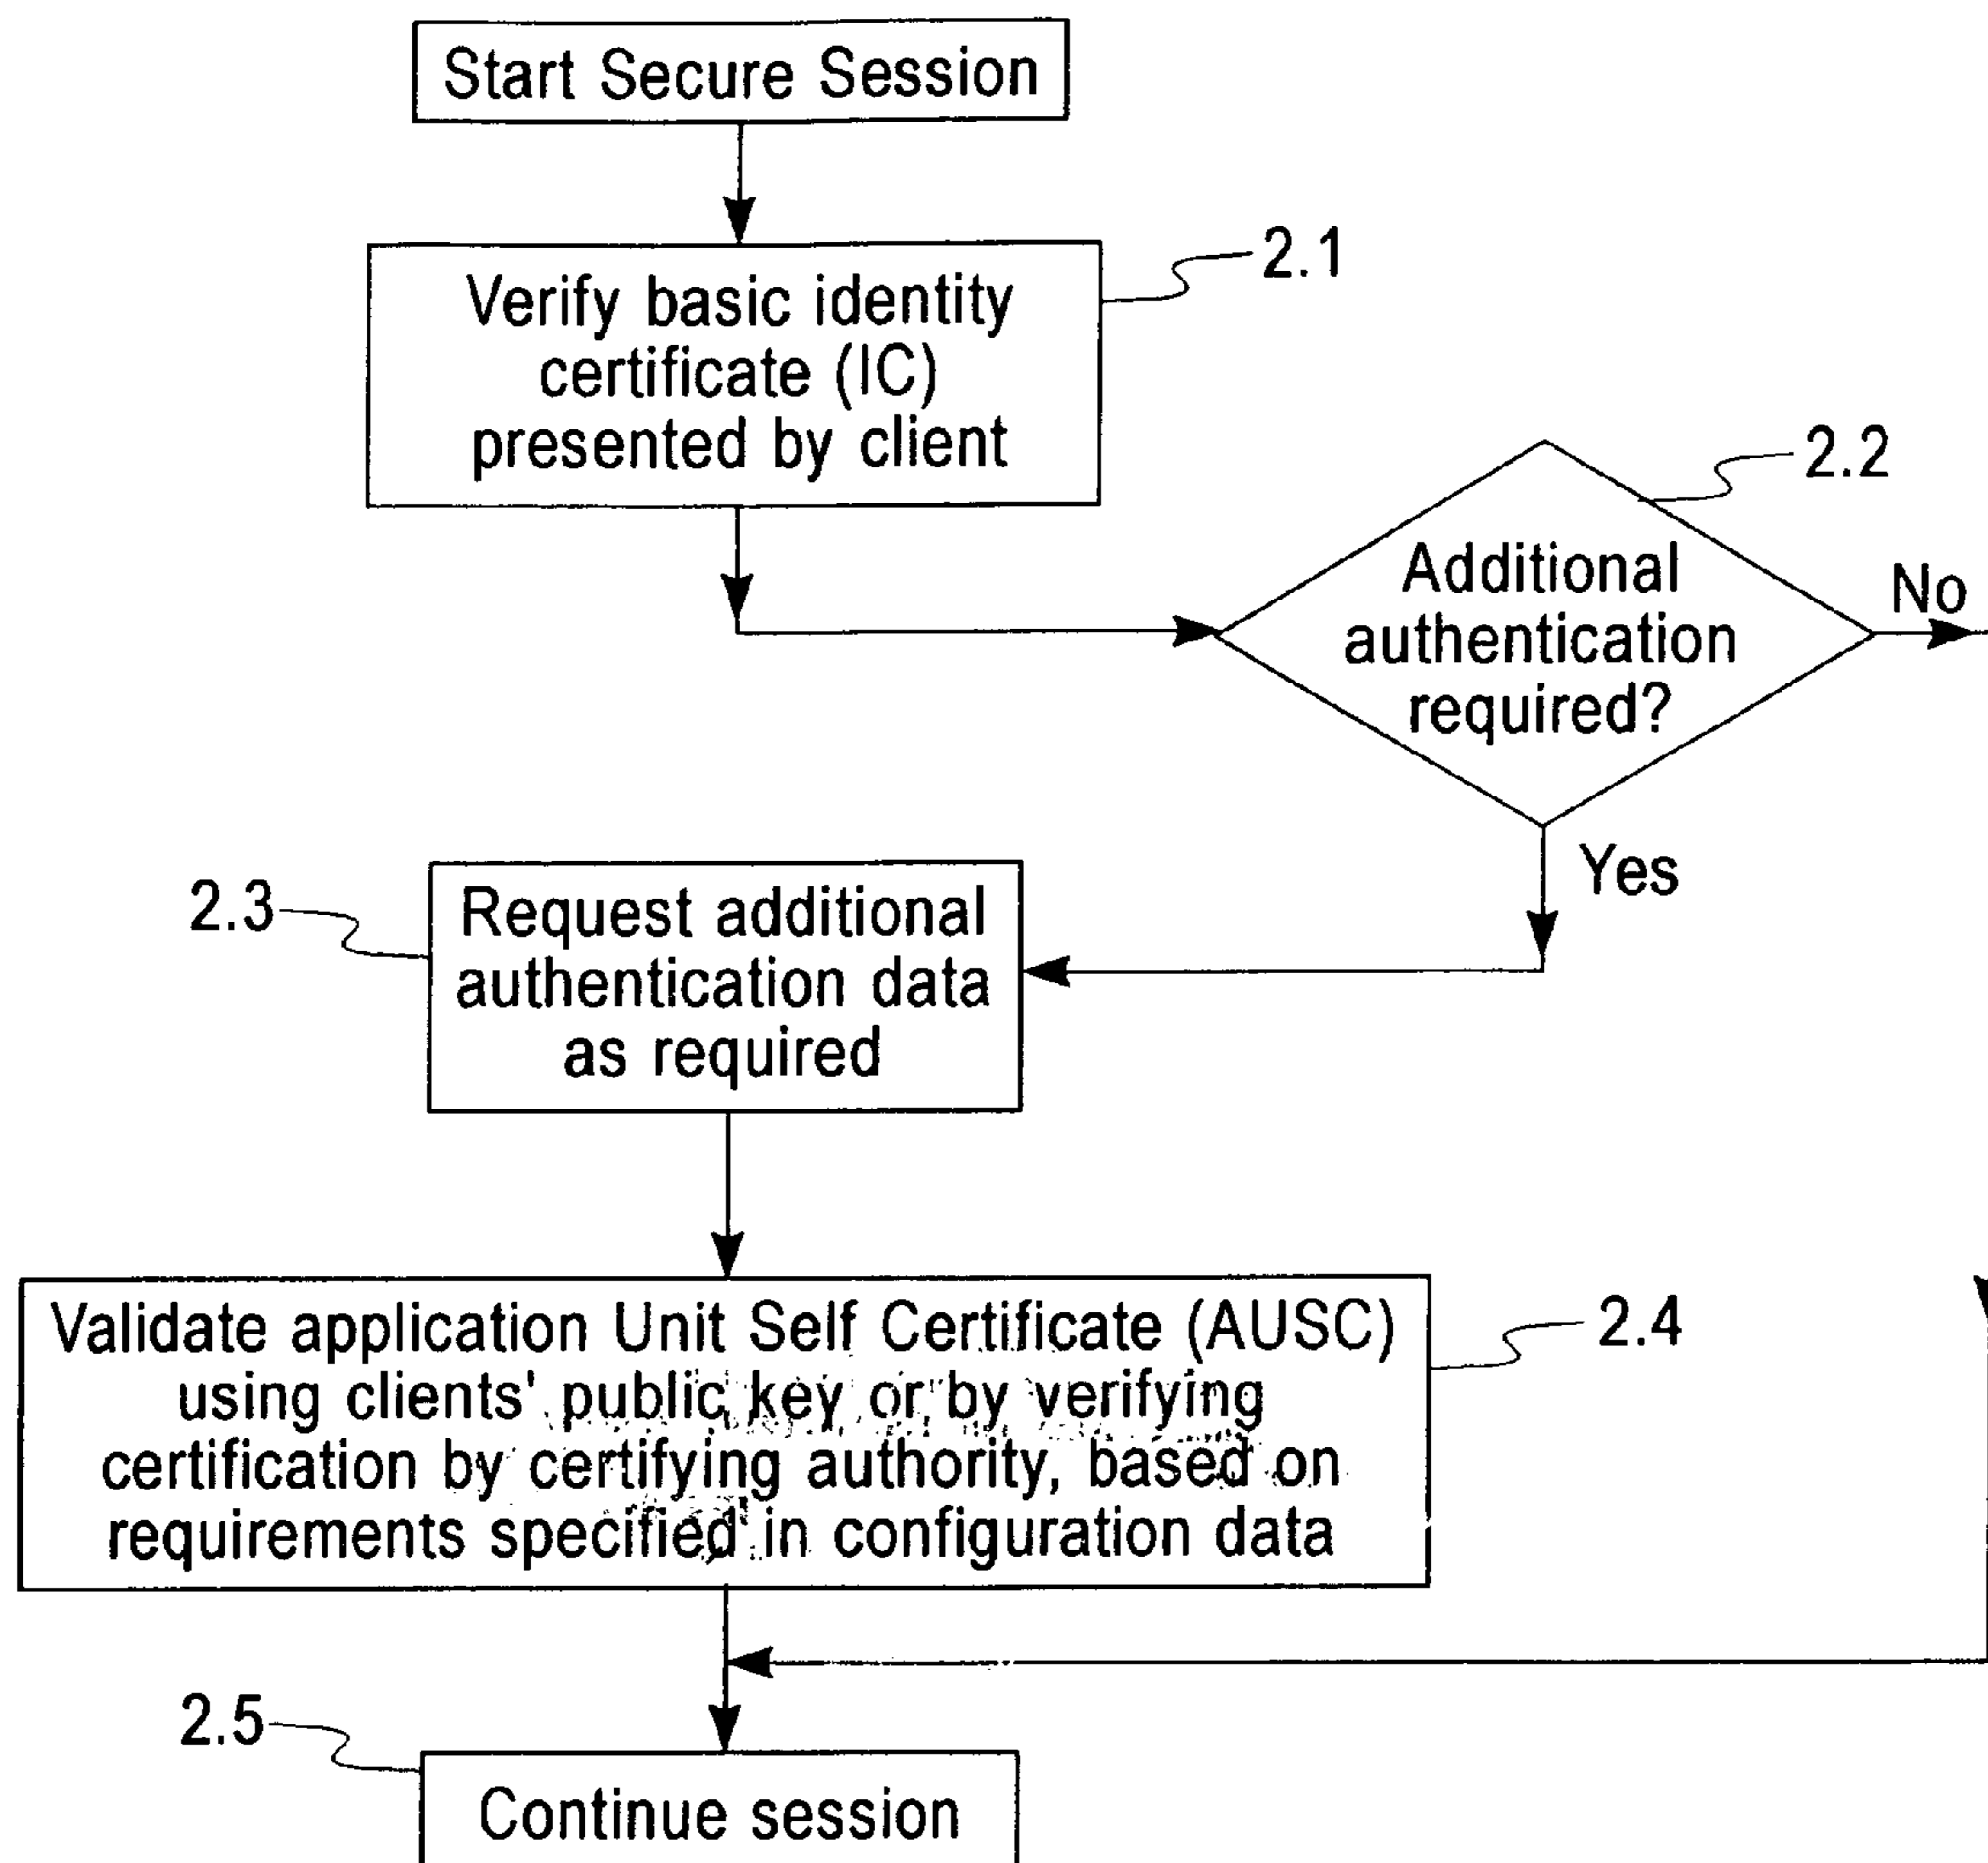 Start Secure Session
2.1
Verify basic identity
certificate (IC)
presented by client
2.2
Additional
authentication
required?
No
Yes
2.3
Request additional
authentication data
as required
2.4
Validate application Unit Self Certificate (AUSC)
using clients' public key or by verifying
certification by certifying authority, based on
requirements specified in configuration data
2.5
Continue session